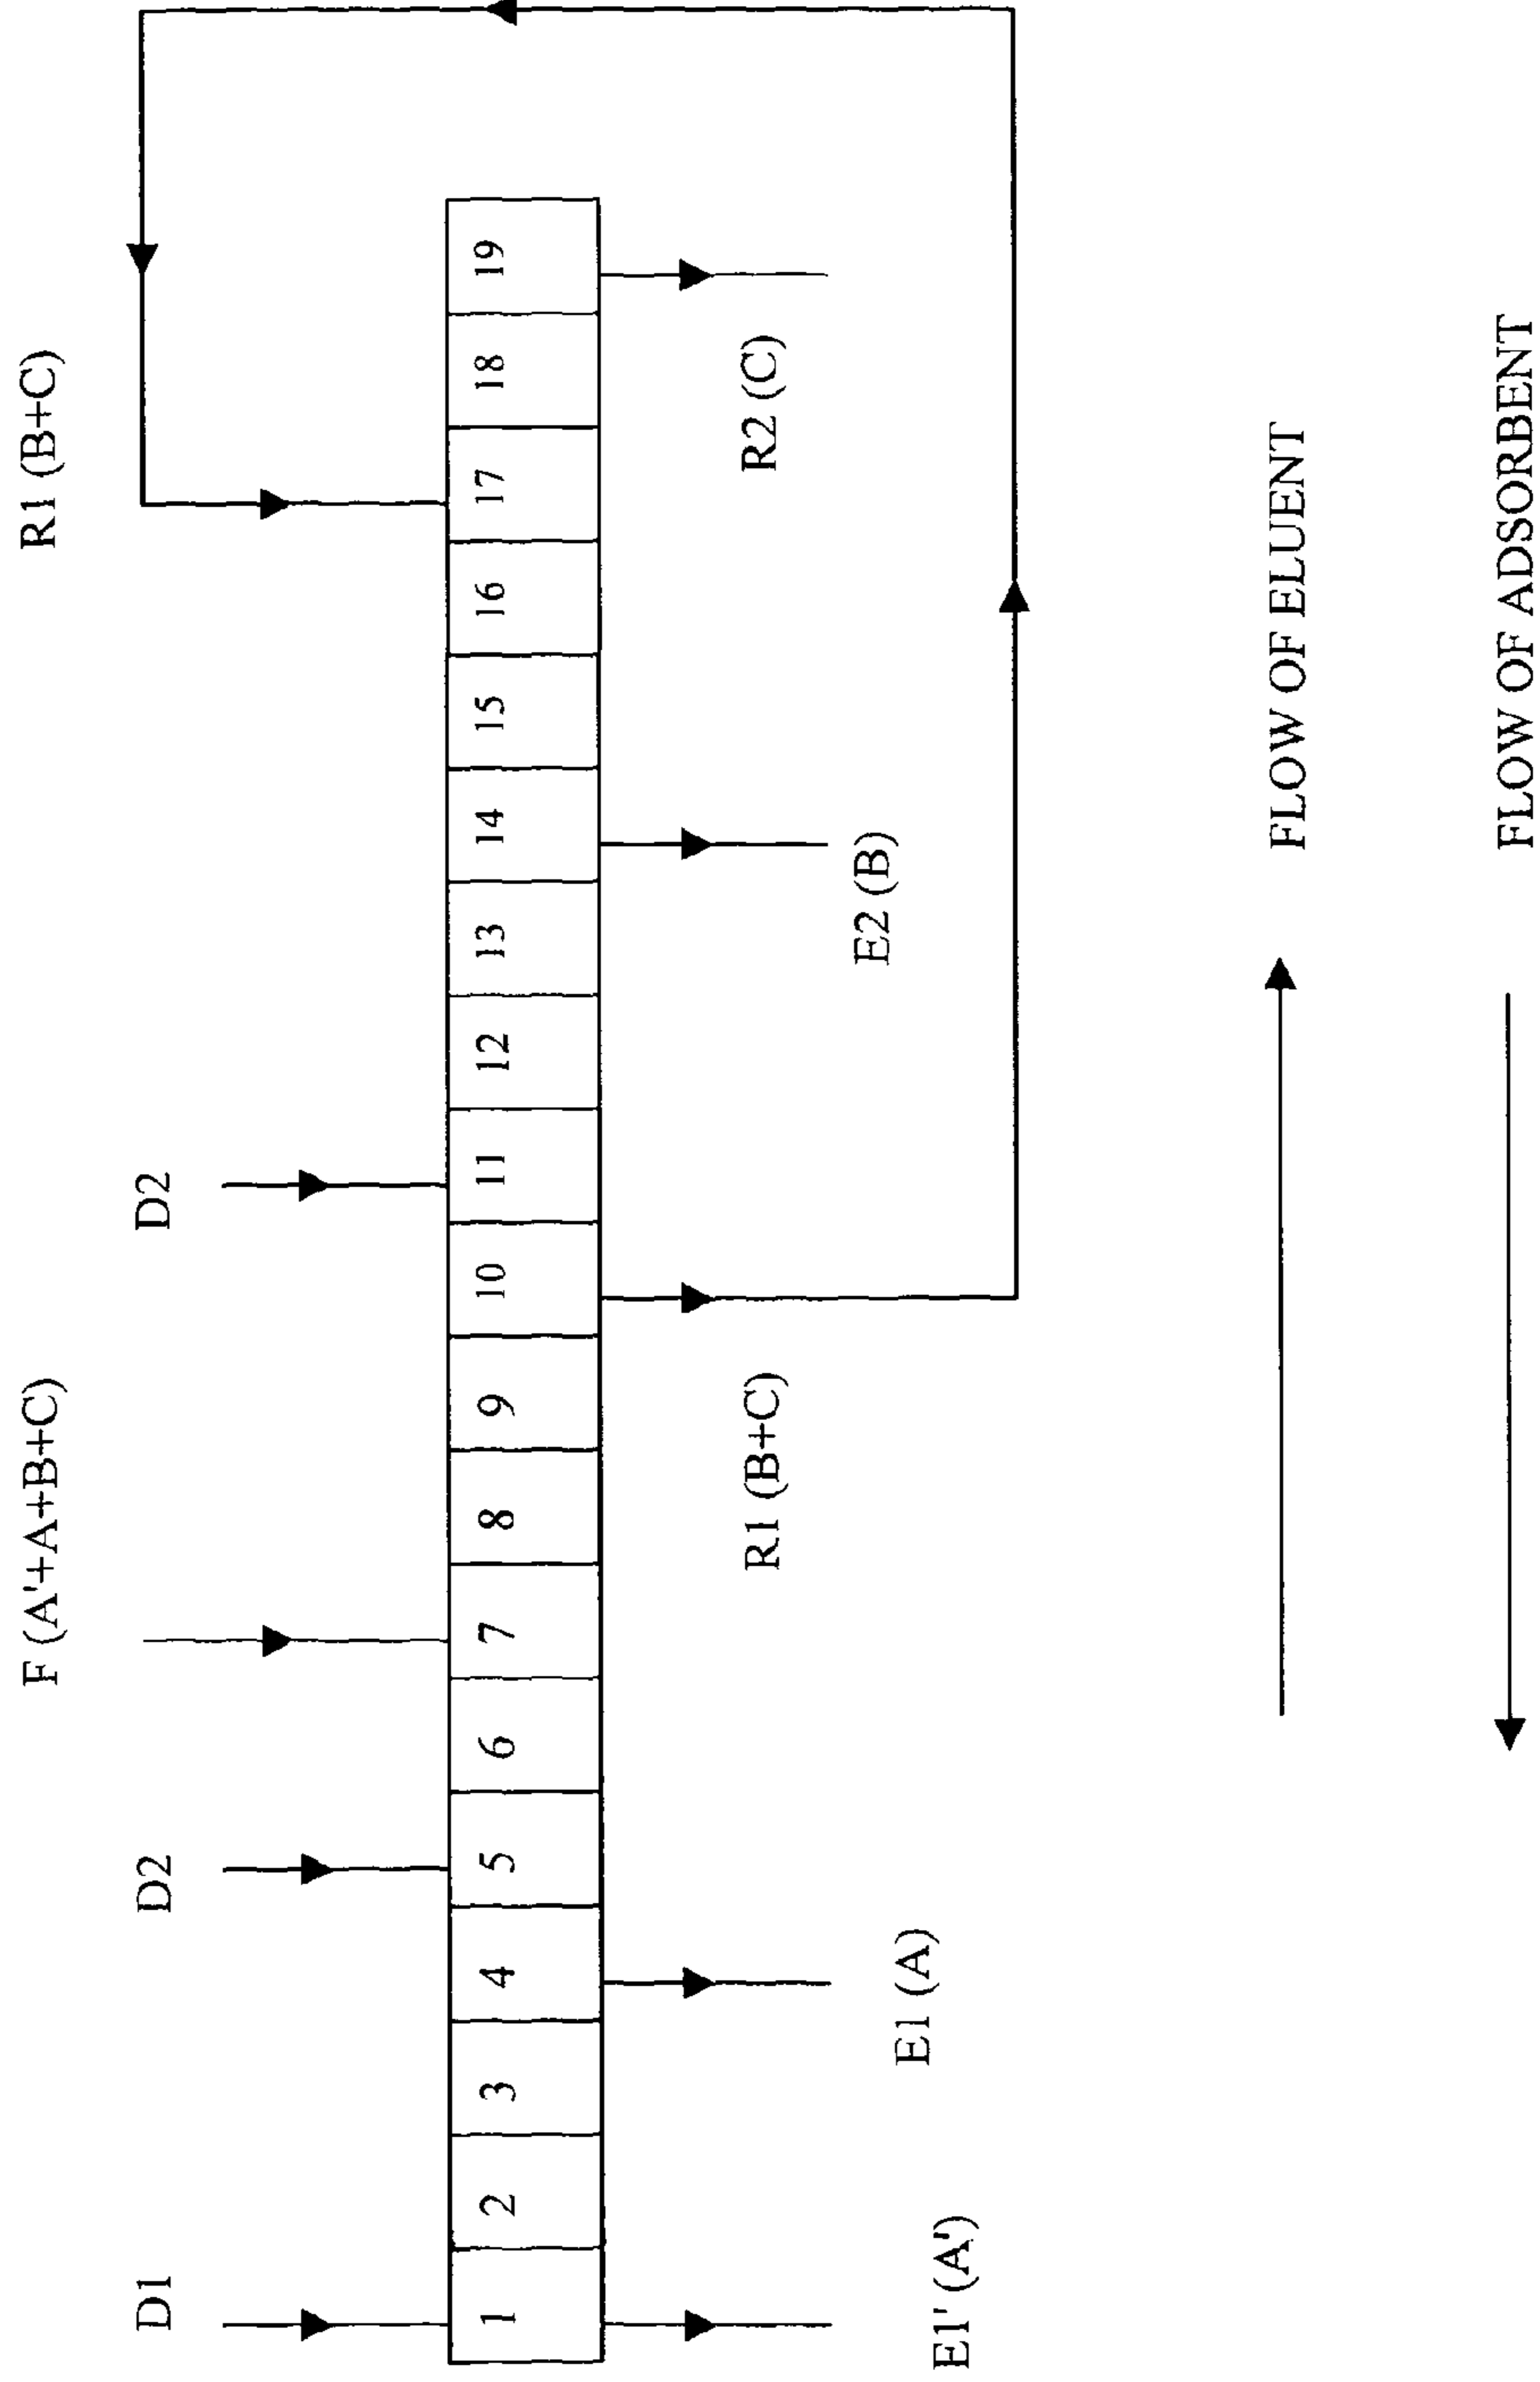 F (A'+A+B+C)
R1 (B+C)
D1
D2
D2
1 2 3 4 5 6 7 8 9 10 11 12 13 14 15 16 17 18 19
R1 (B+C)
R2 (C)
E2 (B)
E1 (A)
E1' (A')
FLOW OF ELUENT
FLOW OF ADSORBENT